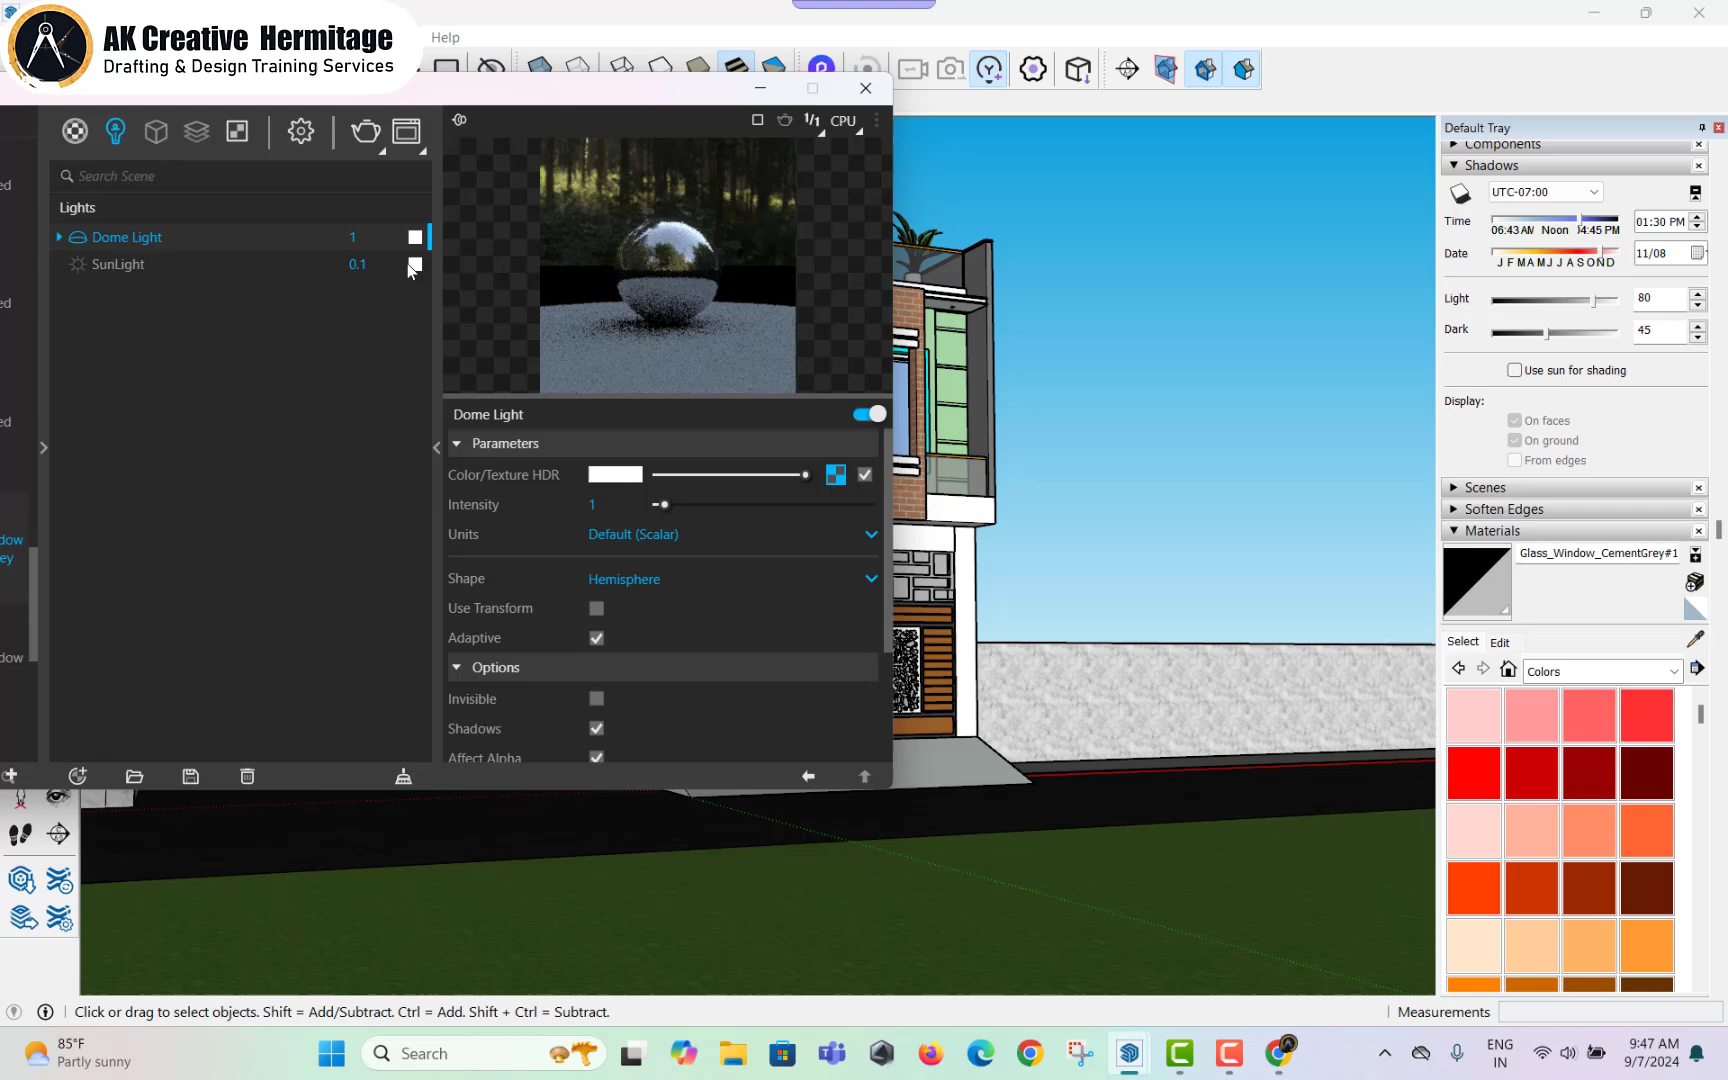 AK Creative Hermitage
Drafting & Design Training Services
Help
1/1
CPU
Search Scene
Lights
Dome Light 1
SunLight 0.1
Dome Light
Parameters
Color/Texture HDR
Intensity 1
Units Default (Scalar)
Shape Hemisphere
Use Transform
Adaptive
Options
Invisible
Shadows
Affect Alpha
Default Tray
Components
Shadows
UTC-07:00
Time 06:43 AM Noon 04:45 PM 01:30 PM
Date J F M A M J J A S O N D 11/08
Light 80
Dark 45
Use sun for shading
Display:
On faces
On ground
From edges
Scenes
Soften Edges
Materials
Glass_Window_CementGrey#1
Select Edit
Colors
Click or drag to select objects. Shift = Add/Subtract. Ctrl = Add. Shift + Ctrl = Subtract.
Measurements
85°F
Partly sunny
Search
ENG
IN
9:47 AM
9/7/2024